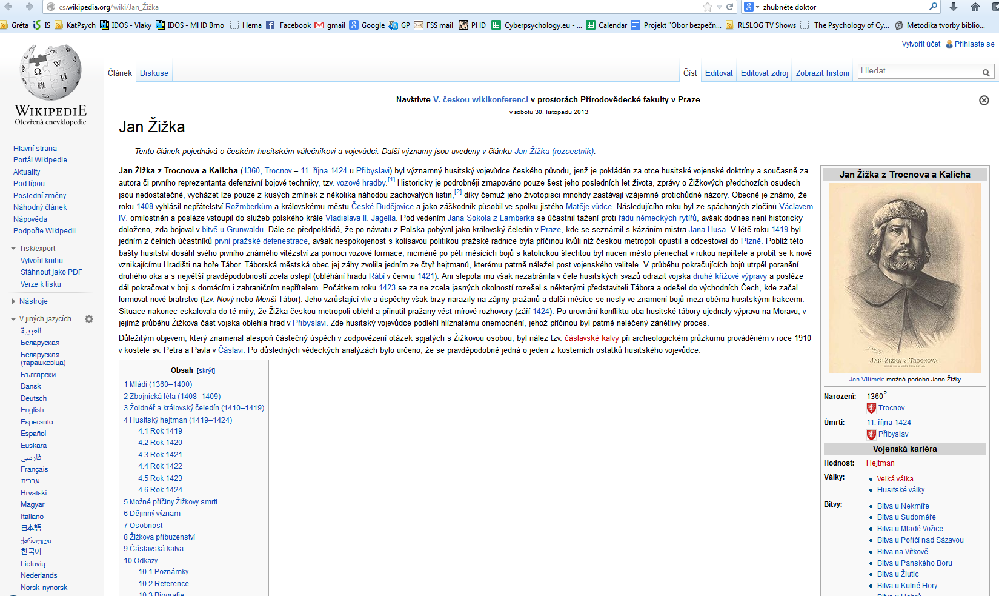 cs.wikipedia.org/wiki/Jan_Žižka
zhubněte doktor
Gréta IS KatPsych IDOS - Vlaky IDOS - MHD Brno Herna Facebook gmail Google GP FSS mail PHD Cyberpsychology.eu - ... Calendar Projekt "Obor bezpečn... RLSLOG TV Shows The Psychology of Cy... Metodika tvorby biblio...
Vytvořit účet Přihlaste se
Článek Diskuse Číst Editovat Editovat zdroj Zobrazit historii Hledat
WIKIPEDIE
Otevřená encyklopedie
Navštivte V. českou wikikonferenci v prostorách Přírodovědecké fakulty v Praze
v sobotu 30. listopadu 2013
Jan Žižka
Tento článek pojednává o českém husitském válečníkovi a vojevůdci. Další významy jsou uvedeny v článku Jan Žižka (rozcestník).
Jan Žižka z Trocnova a Kalicha (1360, Trocnov – 11. října 1424 u Přibyslavi) byl významný husitský vojevůdce českého původu, jenž je pokládán za otce husitské vojenské doktríny a současně za
autora či prvního reprezentanta defenzivní bojové techniky, tzv. vozové hradby.[1] Historicky je podrobněji zmapováno pouze šest jeho posledních let života, zprávy o Žižkových předchozích osudech
jsou nedostatečné, vycházet lze pouze z kusých zmínek z několika náhodou zachovalých listin,[2] díky čemuž jeho životopisci mnohdy zastávají vzájemně protichůdné názory. Obecně je známo, že
roku 1408 vyhlásil nepřátelství Rožmberkům a královskému městu České Budějovice a jako záškodník působil ve spolku jistého Matěje vůdce. Následujícího roku byl ze spáchaných zločinů Václavem
IV. omilostněn a posléze vstoupil do služeb polského krále Vladislava II. Jagella. Pod vedením Jana Sokola z Lamberka se účastnil tažení proti řádu německých rytířů, avšak dodnes není historicky
doloženo, zda bojoval v bitvě u Grunwaldu. Dále se předpokládá, že po návratu z Polska pobýval jako královský čeledín v Praze, kde se seznámil s kázáním mistra Jana Husa. V létě roku 1419 byl
jedním z čelních účastníků první pražské defenestrace, avšak nespokojenost s kolísavou politikou pražské radnice byla příčinou kvůli níž českou metropoli opustil a odcestoval do Plzně. Poblíž této
bašty husitství dosáhl svého prvního známého vítězství za pomoci vozové formace, nicméně po pěti měsících bojů s katolickou šlechtou byl nucen město přenechat v rukou nepřítele a probít se k nově
vznikajícímu Hradišti na hoře Tábor. Táborská městská obec jej záhy zvolila jedním ze čtyř hejtmanů, kterému patrně náležel post vojenského velitele. V průběhu pokračujících bojů utrpěl poranění
druhého oka a s největší pravděpodobností zcela oslepl (obléhání hradu Rábí v červnu 1421). Ani slepota mu však nezabránila v čele husitských svazů odrazit vojska druhé křížové výpravy a posléze
dál pokračovat v boji s domácím i zahraničním nepřítelem. Počátkem roku 1423 se za ne zcela jasných okolností rozešel s některými představiteli Tábora a odešel do východních Čech, kde začal
formovat nové bratrstvo (tzv. Nový nebo Menší Tábor). Jeho vzrůstající vliv a úspěchy však brzy narazily na zájmy pražanů a další měsíce se nesly ve znamení bojů mezi oběma husitskými frakcemi.
Situace nakonec eskalovala do té míry, že Žižka českou metropoli oblehl a přinutil pražany vést mírové rozhovory (září 1424). Po urovnání konfliktu oba husitské tábory ujednaly výpravu na Moravu, v
jejímž průběhu Žižkova část vojska oblehla hrad v Přibyslavi. Zde husitský vojevůdce podlehl hlíznatému onemocnění, jehož příčinou byl patrně neléčený zánětlivý proces.
Důležitým objevem, který znamenal alespoň částečný úspěch v zodpovězení otázek spjatých s Žižkovou osobou, byl nález tzv. čáslavské kalvy při archeologickém průzkumu prováděném v roce 1910
v kostele sv. Petra a Pavla v Čáslavi. Po důsledných vědeckých analýzách bylo určeno, že se pravděpodobně jedná o jeden z kosterních ostatků husitského vojevůdce.
Obsah [skrýt]
1 Mládí (1360–1400)
2 Zbojnická léta (1408–1409)
3 Žoldnéř a královský čeledín (1410–1419)
4 Husitský hejtman (1419–1424)
4.1 Rok 1419
4.2 Rok 1420
4.3 Rok 1421
4.4 Rok 1422
4.5 Rok 1423
4.6 Rok 1424
5 Možné příčiny Žižkovy smrti
6 Dějinný význam
7 Osobnost
8 Žižkova příbuzenství
9 Čáslavská kalva
10 Odkazy
10.1 Poznámky
10.2 Reference
10.3 Biografie
Jan Žižka z Trocnova a Kalicha
JAN ŽIŽKA Z TROCNOVA.
Jan Vilímek: možná podoba Jana Žižky
Narození: 1360?
Trocnov
Úmrtí: 11. října 1424
Přibyslav
Vojenská kariéra
Hodnost: Hejtman
Války: Velká válka
Husitské války
Bitvy: Bitva u Nekmíře
Bitva u Sudoměře
Bitva u Mladé Vožice
Bitva u Poříčí nad Sázavou
Bitva na Vítkově
Bitva u Panského Boru
Bitva u Žlutic
Bitva u Kutné Hory
Hlavní strana
Portál Wikipedie
Aktuality
Pod lípou
Poslední změny
Náhodný článek
Nápověda
Podpořte Wikipedii
Tisk/export
Vytvořit knihu
Stáhnout jako PDF
Verze k tisku
Nástroje
V jiných jazycích
العربية
Беларуская
Беларуская
(тарашкевіца)
Български
Dansk
Deutsch
English
Esperanto
Español
Euskara
فارسی
Français
עברית
Hrvatski
Magyar
Italiano
日本語
ქართული
한국어
Lietuvių
Nederlands
Norsk nynorsk